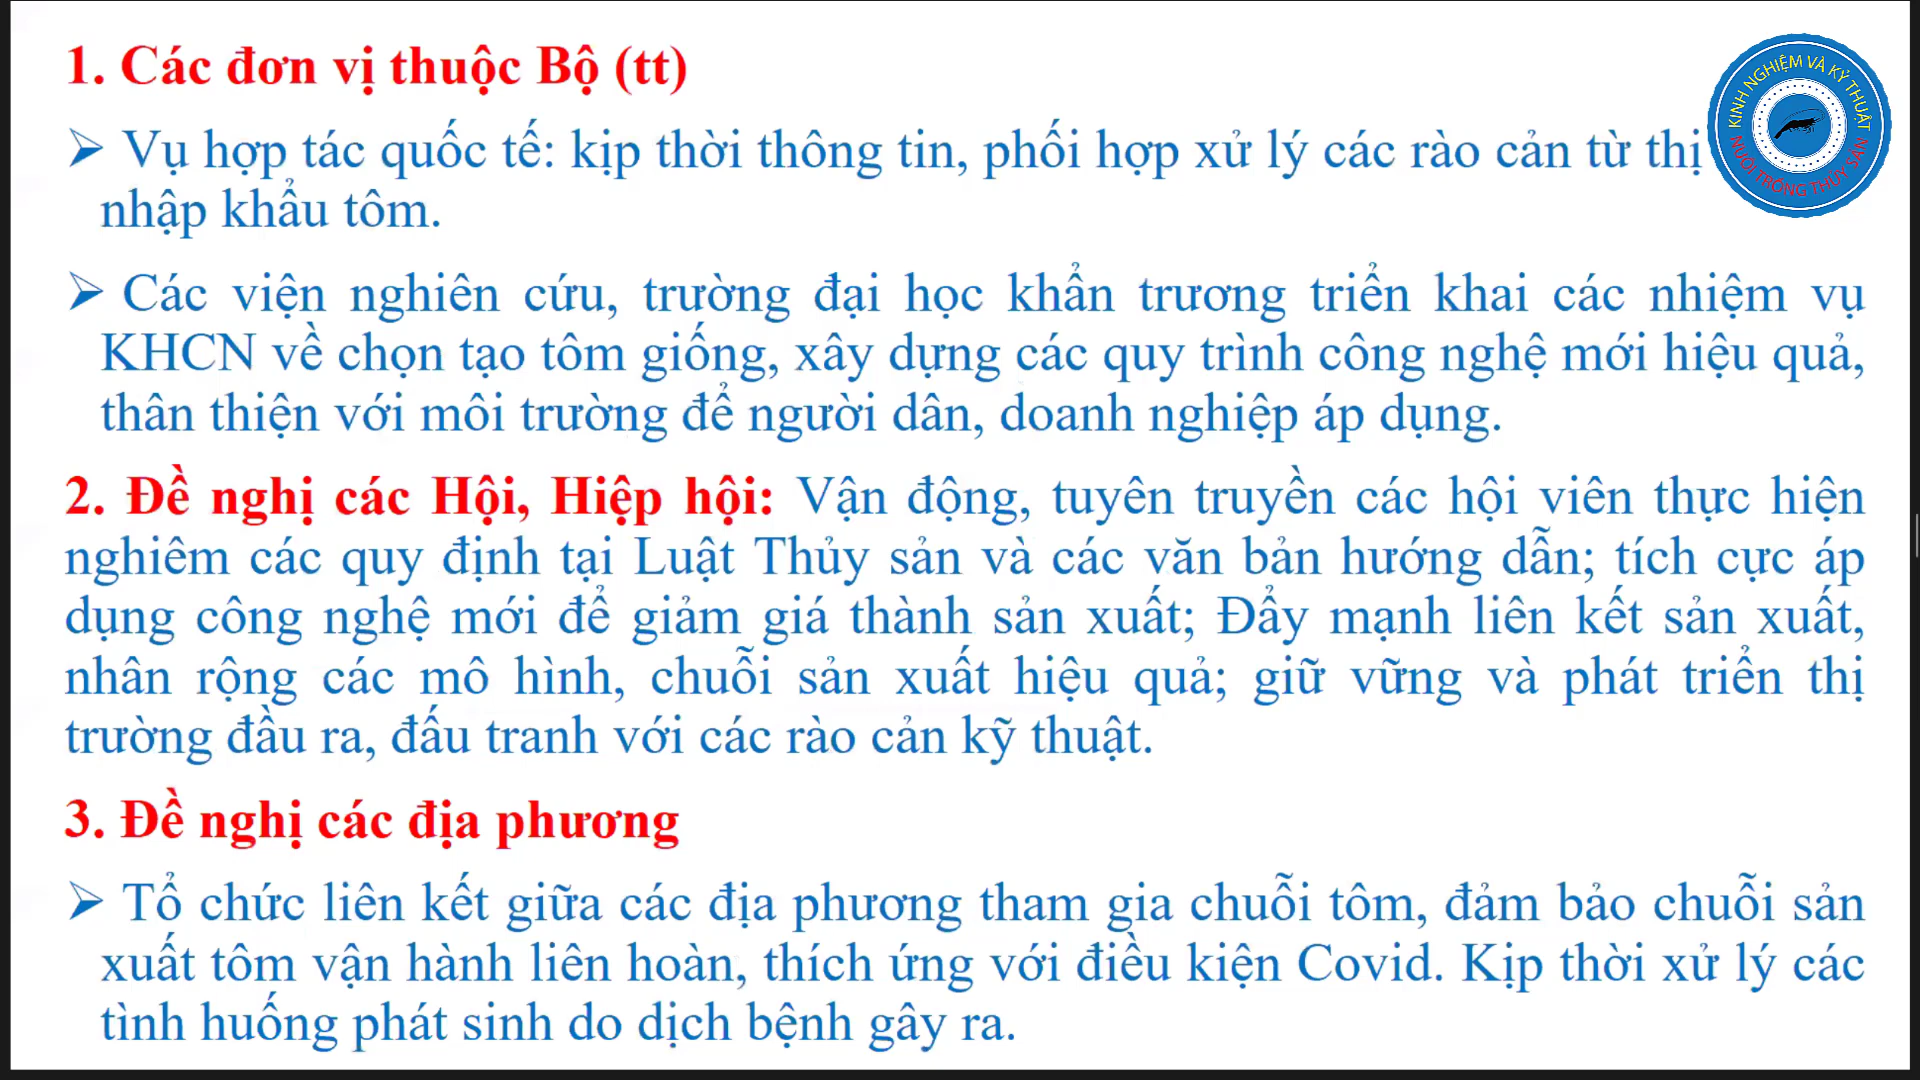 1. Các đơn vị thuộc Bộ (tt)
➢ Vụ hợp tác quốc tế: kịp thời thông tin, phối hợp xử lý các rào cản từ thị
nhập khẩu tôm.
➢ Các viện nghiên cứu, trường đại học khẩn trương triển khai các nhiệm vụ
KHCN về chọn tạo tôm giống, xây dựng các quy trình công nghệ mới hiệu quả,
thân thiện với môi trường để người dân, doanh nghiệp áp dụng.
2. Đề nghị các Hội, Hiệp hội: Vận động, tuyên truyền các hội viên thực hiện
nghiêm các quy định tại Luật Thủy sản và các văn bản hướng dẫn; tích cực áp
dụng công nghệ mới để giảm giá thành sản xuất; Đẩy mạnh liên kết sản xuất,
nhân rộng các mô hình, chuỗi sản xuất hiệu quả; giữ vững và phát triển thị
trường đầu ra, đấu tranh với các rào cản kỹ thuật.
3. Đề nghị các địa phương
➢ Tổ chức liên kết giữa các địa phương tham gia chuỗi tôm, đảm bảo chuỗi sản
xuất tôm vận hành liên hoàn, thích ứng với điều kiện Covid. Kịp thời xử lý các
tình huống phát sinh do dịch bệnh gây ra.
KINH NGHIỆM VÀ KỸ THUẬT
NUÔI TRỒNG THỦY SẢN